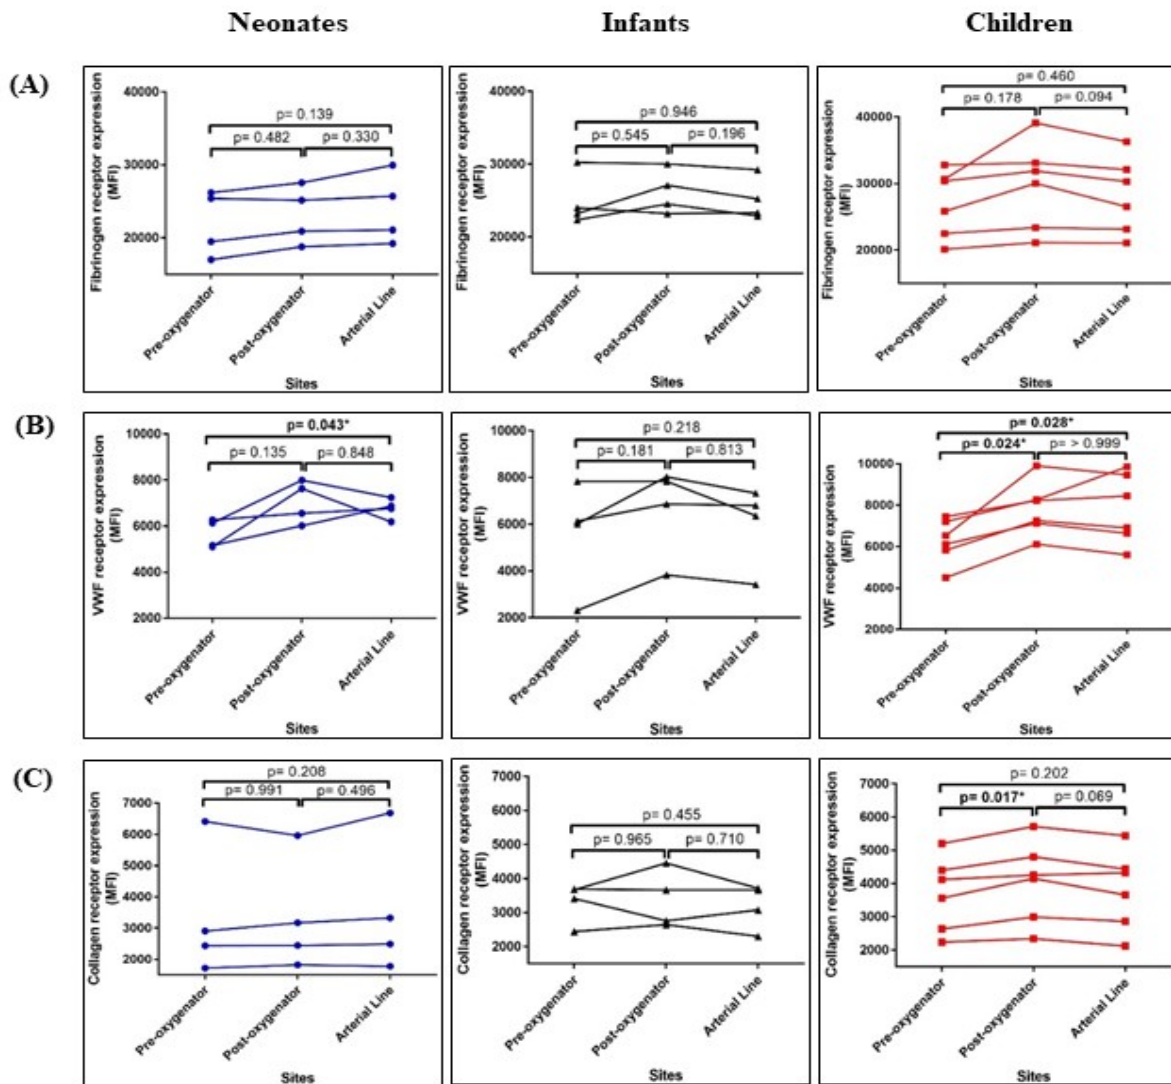 Neonates
Infants
Children
(A)
Fibrinogen receptor expression
(MFI)
40000
30000
20000
p= 0.139
p= 0.482
p= 0.330
Pre-oxygenator
Post-oxygenator
Arterial Line
Sites
Fibrinogen receptor expression
(MFI)
40000
30000
20000
p= 0.946
p= 0.545
p= 0.196
Pre-oxygenator
Post-oxygenator
Arterial Line
Sites
Fibrinogen receptor expression
(MFI)
40000
30000
20000
p= 0.460
p= 0.178
p= 0.094
Pre-oxygenator
Post-oxygenator
Arterial Line
Sites
(B)
VWF receptor expression
(MFI)
10000
8000
6000
4000
2000
p= 0.043*
p= 0.135
p= 0.848
Pre-oxygenator
Post-oxygenator
Arterial Line
Sites
VWF receptor expression
(MFI)
10000
8000
6000
4000
2000
p= 0.218
p= 0.181
p= 0.813
Pre-oxygenator
Post-oxygenator
Arterial Line
Sites
VWF receptor expression
(MFI)
10000
8000
6000
4000
2000
p= 0.028*
p= 0.024*
p= > 0.999
Pre-oxygenator
Post-oxygenator
Arterial Line
Sites
(C)
Collagen receptor expression
(MFI)
7000
6000
5000
4000
3000
2000
p= 0.208
p= 0.991
p= 0.496
Pre-oxygenator
Post-oxygenator
Arterial Line
Sites
Collagen receptor expression
(MFI)
7000
6000
5000
4000
3000
2000
p= 0.455
p= 0.965
p= 0.710
Pre-oxygenator
Post-oxygenator
Arterial Line
Sites
Collagen receptor expression
(MFI)
7000
6000
5000
4000
3000
2000
p= 0.202
p= 0.017*
p= 0.069
Pre-oxygenator
Post-oxygenator
Arterial Line
Sites